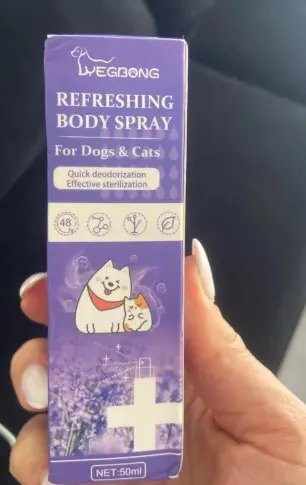 YEGBONG
REFRESHING
BODY SPRAY
For Dogs & Cats
Quick deodorization
Effective sterilization
48
NET:50ml